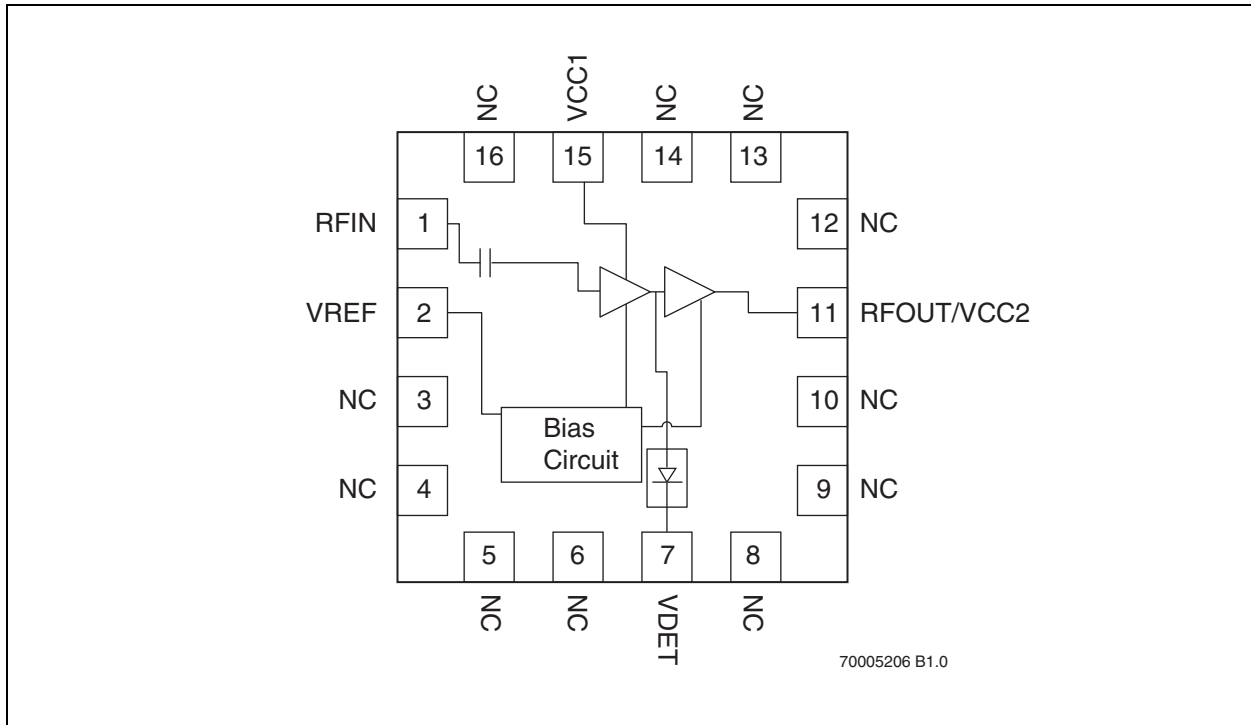 NC VCC1 NC NC
16 15 14 13
RFIN 1 12 NC
VREF 2 11 RFOUT/VCC2
NC 3 10 NC
Bias
Circuit
NC 4 9 NC
5 6 7 8
NC NC VDET NC
70005206 B1.0